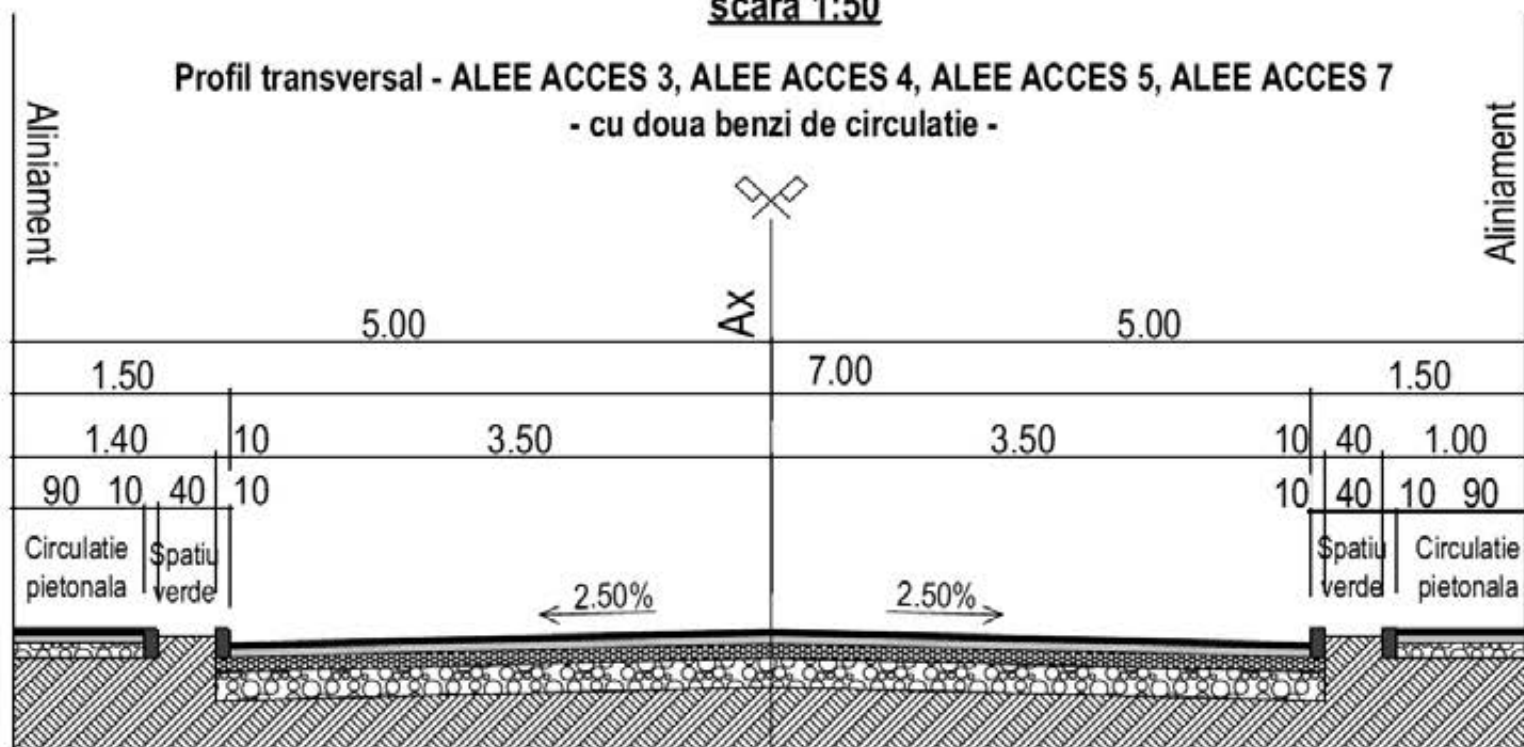 scara 1:50
Profil transversal - ALEE ACCES 3, ALEE ACCES 4, ALEE ACCES 5, ALEE ACCES 7
- cu doua benzi de circulatie -
Aliniament
Aliniament
Ax
5.00 5.00
1.50 7.00 1.50
1.40 10 3.50 3.50 10 40 1.00
90 10 40 10 10 40 10 90
Circulatie pietonala
Spatiu verde
Spatiu verde
Circulatie pietonala
2.50% 2.50%